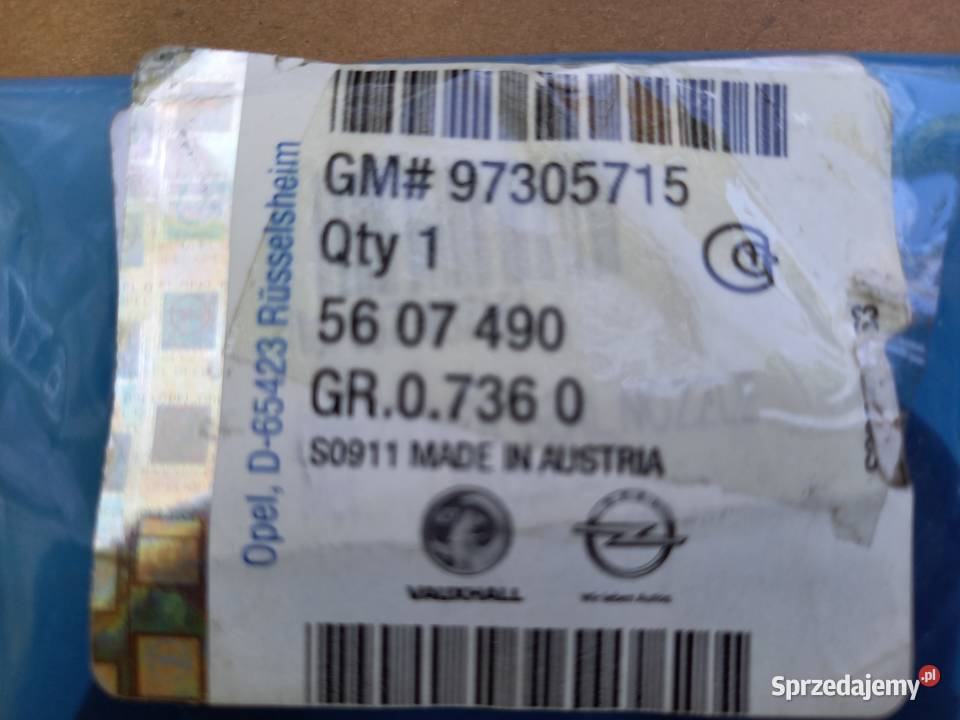 GM# 97305715
Qty 1
56 07 490
GR.0.736 0
S0911 MADE IN AUSTRIA
Opel, D-65423 Rüsselsheim
VAUXHALL
Sprzedajemy.pl